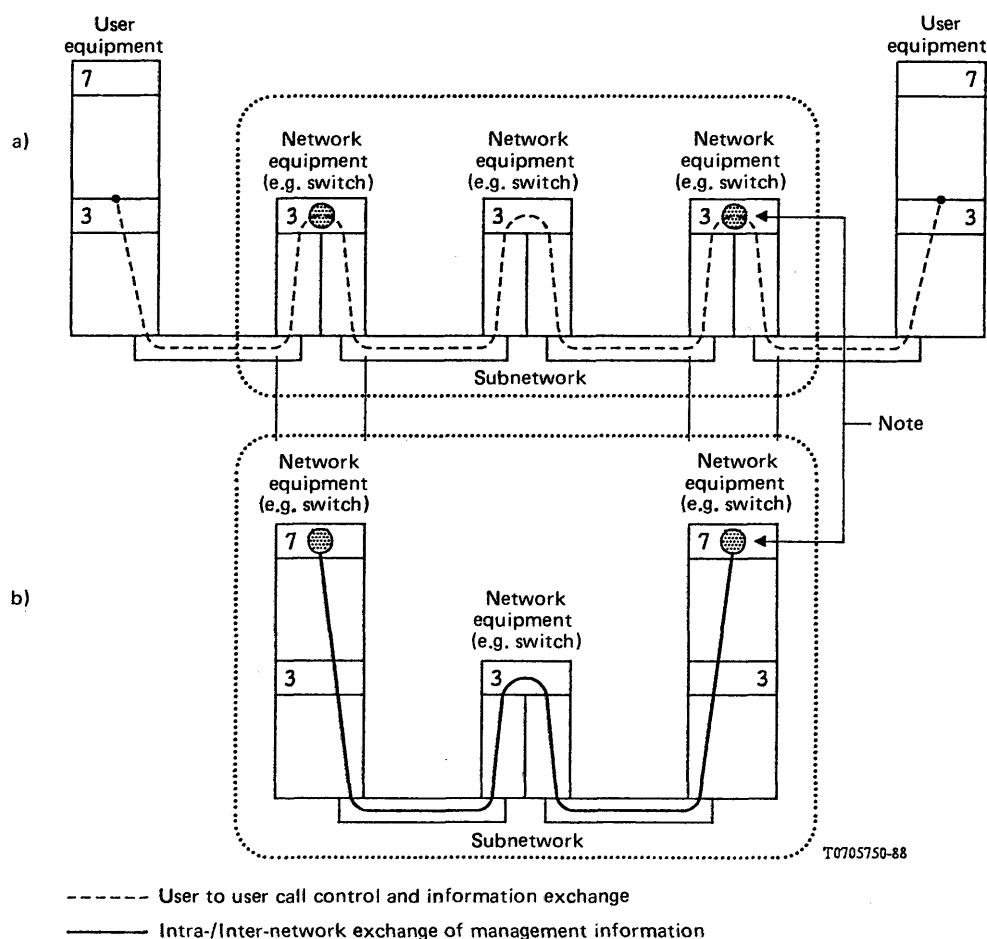 User
equipment
User
equipment
7
7
a)
Network
equipment
(e.g. switch)
Network
equipment
(e.g. switch)
Network
equipment
(e.g. switch)
3
3
3
3
3
Subnetwork
Note
Network
equipment
(e.g. switch)
Network
equipment
(e.g. switch)
7
7
b)
Network
equipment
(e.g. switch)
3
3
3
Subnetwork
T0705750-88
User to user call control and information exchange
Intra-/Inter-network exchange of management information